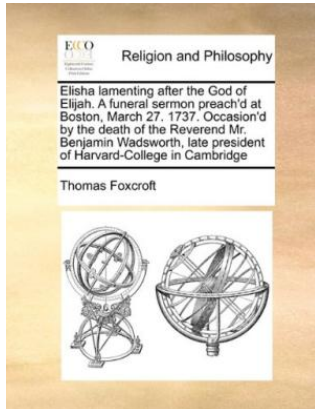 ECCO
Religion and Philosophy
Elisha lamenting after the God of
Elijah. A funeral sermon preach'd at
Boston, March 27. 1737. Occasion'd
by the death of the Reverend Mr.
Benjamin Wadsworth, late president
of Harvard-College in Cambridge
Thomas Foxcroft